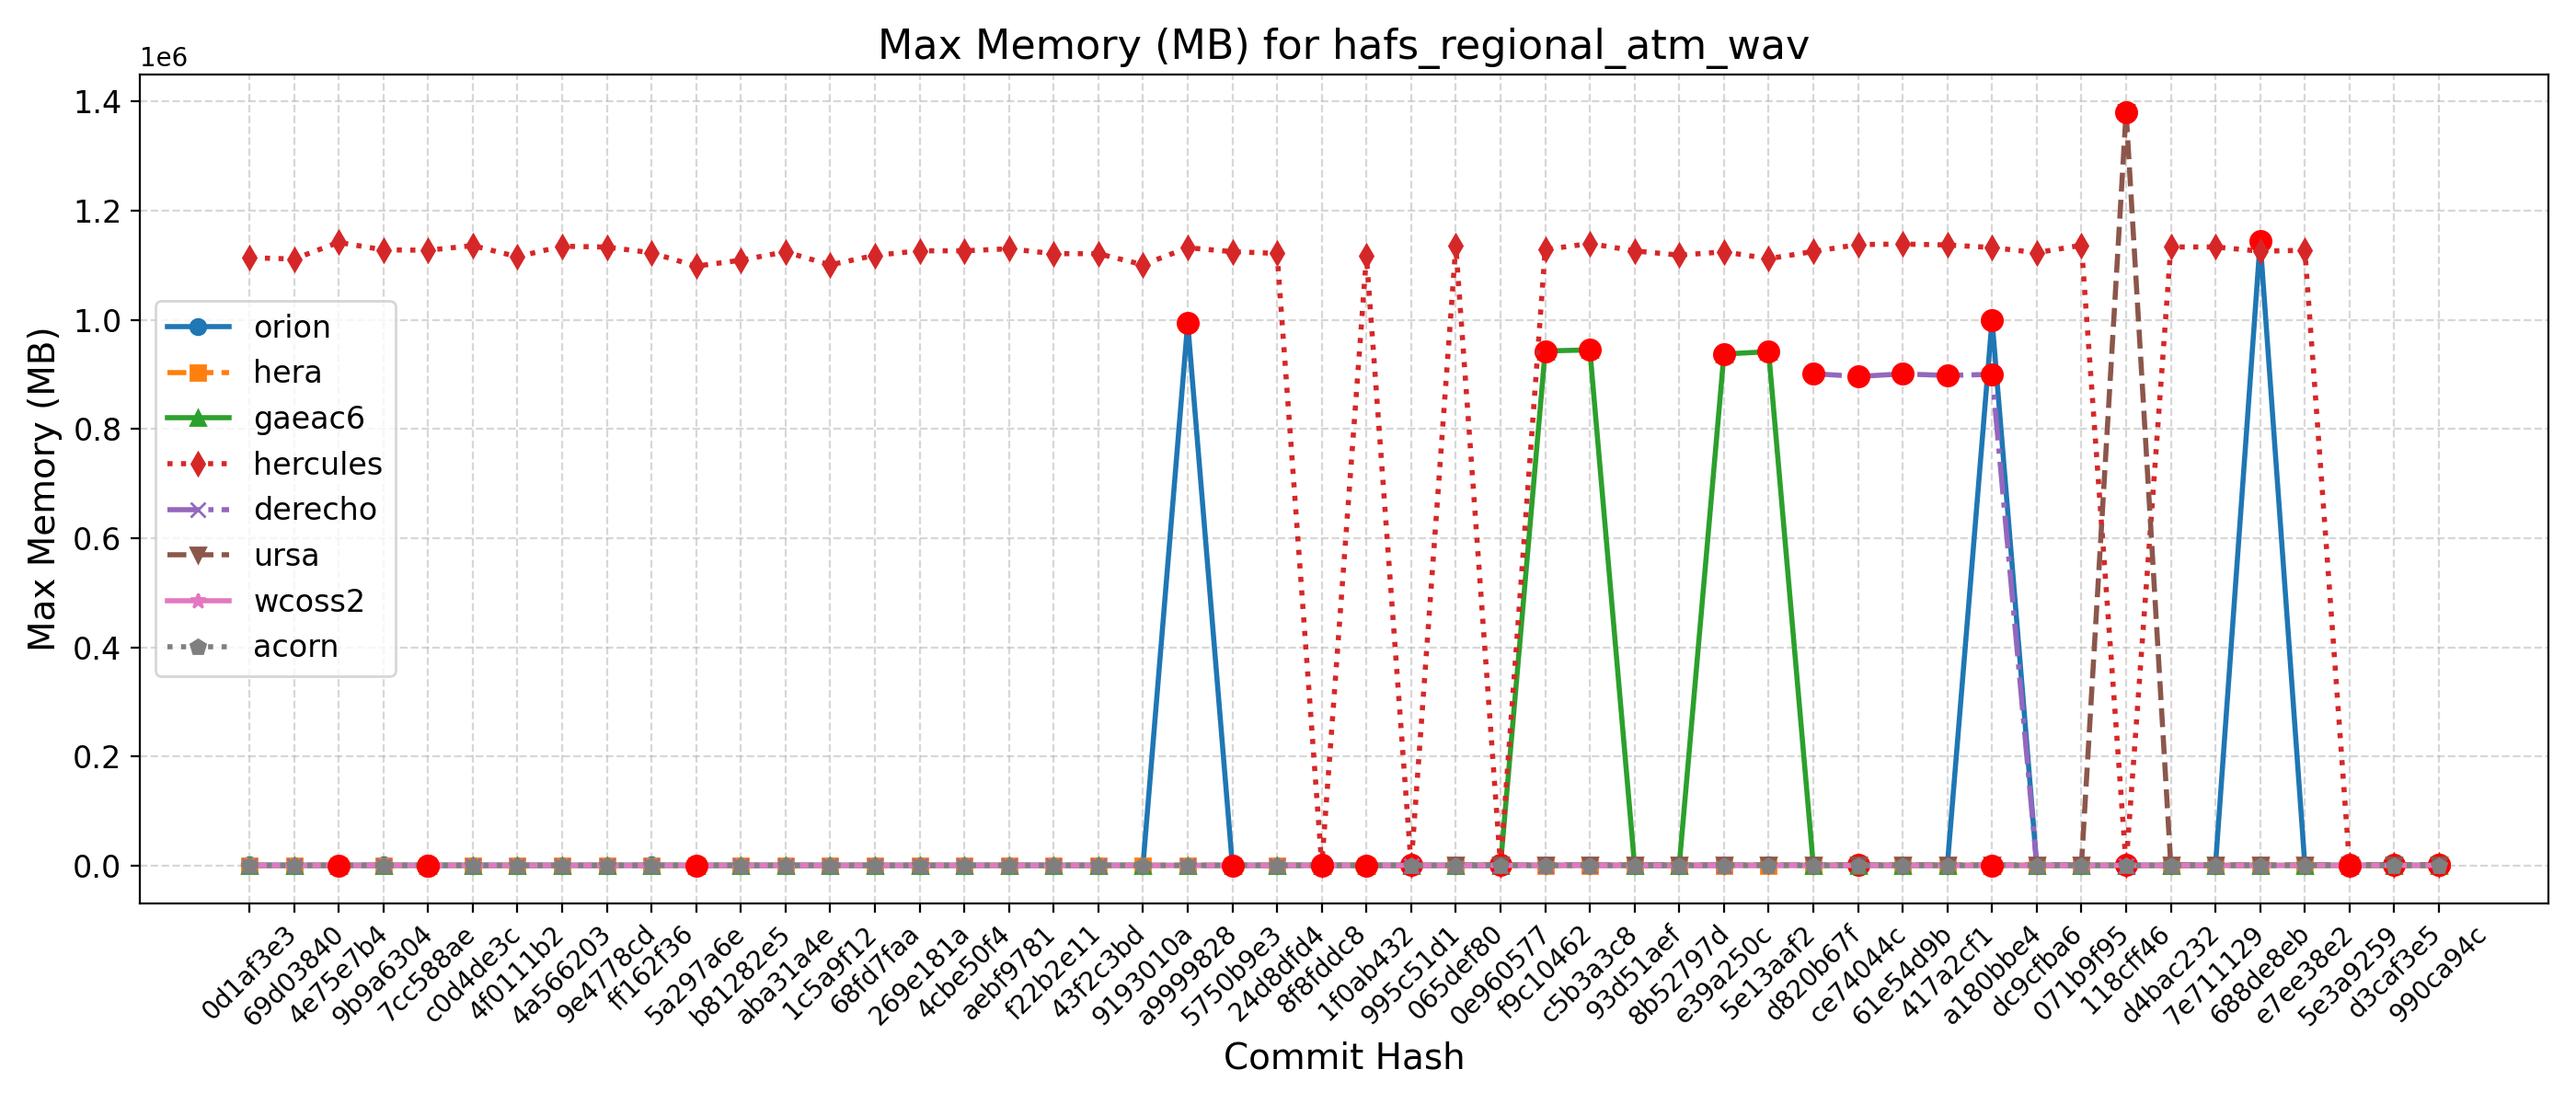 Max Memory (MB) for hafs_regional_atm_wav
1e6
1.4
1.2
1.0
0.8
0.6
0.4
0.2
0.0
Max Memory (MB)
orion
hera
gaeac6
hercules
derecho
ursa
wcoss2
acorn
0d1af3e3
69d03840
4e75e7b4
9b9a6304
7cc588ae
c0d4de3c
4f0111b2
4a566203
9e4778cd
ff162f36
5a297a6e
b81282e5
aba31a4e
1c5a9f12
68fd7faa
269e181a
4cbe50f4
aebf9781
f22b2e11
43f2c3bd
9193010a
a9999828
5750b9e3
24d8dfd4
8f8fddc8
1f0ab432
995c51d1
065def80
0e960577
f9c10462
c5b3a3c8
93d51aef
8b52797d
e39a250c
5e13aaf2
d820b67f
ce74044c
61e54d9b
417a2cf1
a180bbe4
dc9cfba6
071b9f95
118cff46
d4bac232
7e711129
688de8eb
e7ee38e2
5e3a9259
d3caf3e5
990ca94c
Commit Hash